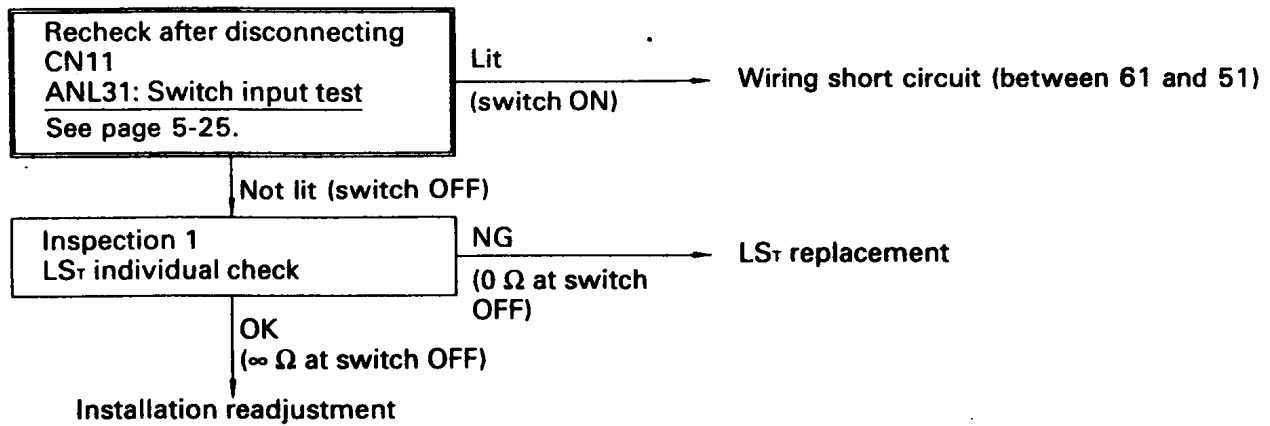 Recheck after disconnecting
CN11
ANL31: Switch input test
See page 5-25.
Lit
(switch ON)
Wiring short circuit (between 61 and 51)
Not lit (switch OFF)
Inspection 1
LST individual check
NG
(0 Ω at switch
OFF)
LST replacement
OK
(∞ Ω at switch OFF)
Installation readjustment